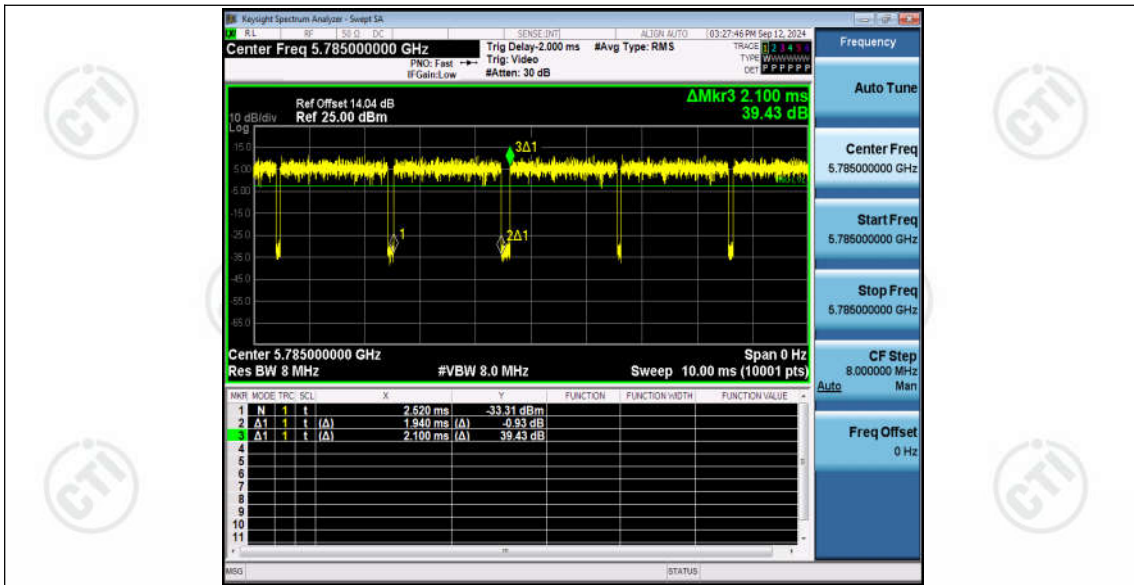 Keysight Spectrum Analyzer - Swept SA
RL RF 50 Ω DC SENSE:INT ALIGN AUTO 03:27:46 PM Sep 12, 2024
Center Freq 5.785000000 GHz Trig Delay-2.000 ms #Avg Type: RMS TRACE 1 2 3 4 5 6
PNO: Fast Trig: Video TYPE WWWWWW
IFGain:Low #Atten: 30 dB DET P P P P P P
ΔMkr3 2.100 ms
Ref Offset 14.04 dB
10 dB/div Ref 25.00 dBm 39.43 dB
Log
15.0
5.00
-5.00
-15.0
-25.0
-35.0
-45.0
-55.0
-65.0
3Δ1
1
2Δ1
Center 5.785000000 GHz Span 0 Hz
Res BW 8 MHz #VBW 8.0 MHz Sweep 10.00 ms (10001 pts)
MKR MODE TRC SCL X Y FUNCTION FUNCTION WIDTH FUNCTION VALUE
1 N 1 t 2.520 ms -33.31 dBm
2 Δ1 1 t (Δ) 1.940 ms (Δ) -0.93 dB
3 Δ1 1 t (Δ) 2.100 ms (Δ) 39.43 dB
4
5
6
7
8
9
10
11
MSG STATUS
Frequency
Auto Tune
Center Freq
5.785000000 GHz
Start Freq
5.785000000 GHz
Stop Freq
5.785000000 GHz
CF Step
8.000000 MHz
Auto Man
Freq Offset
0 Hz
CTI
CTI
CTI
CTI